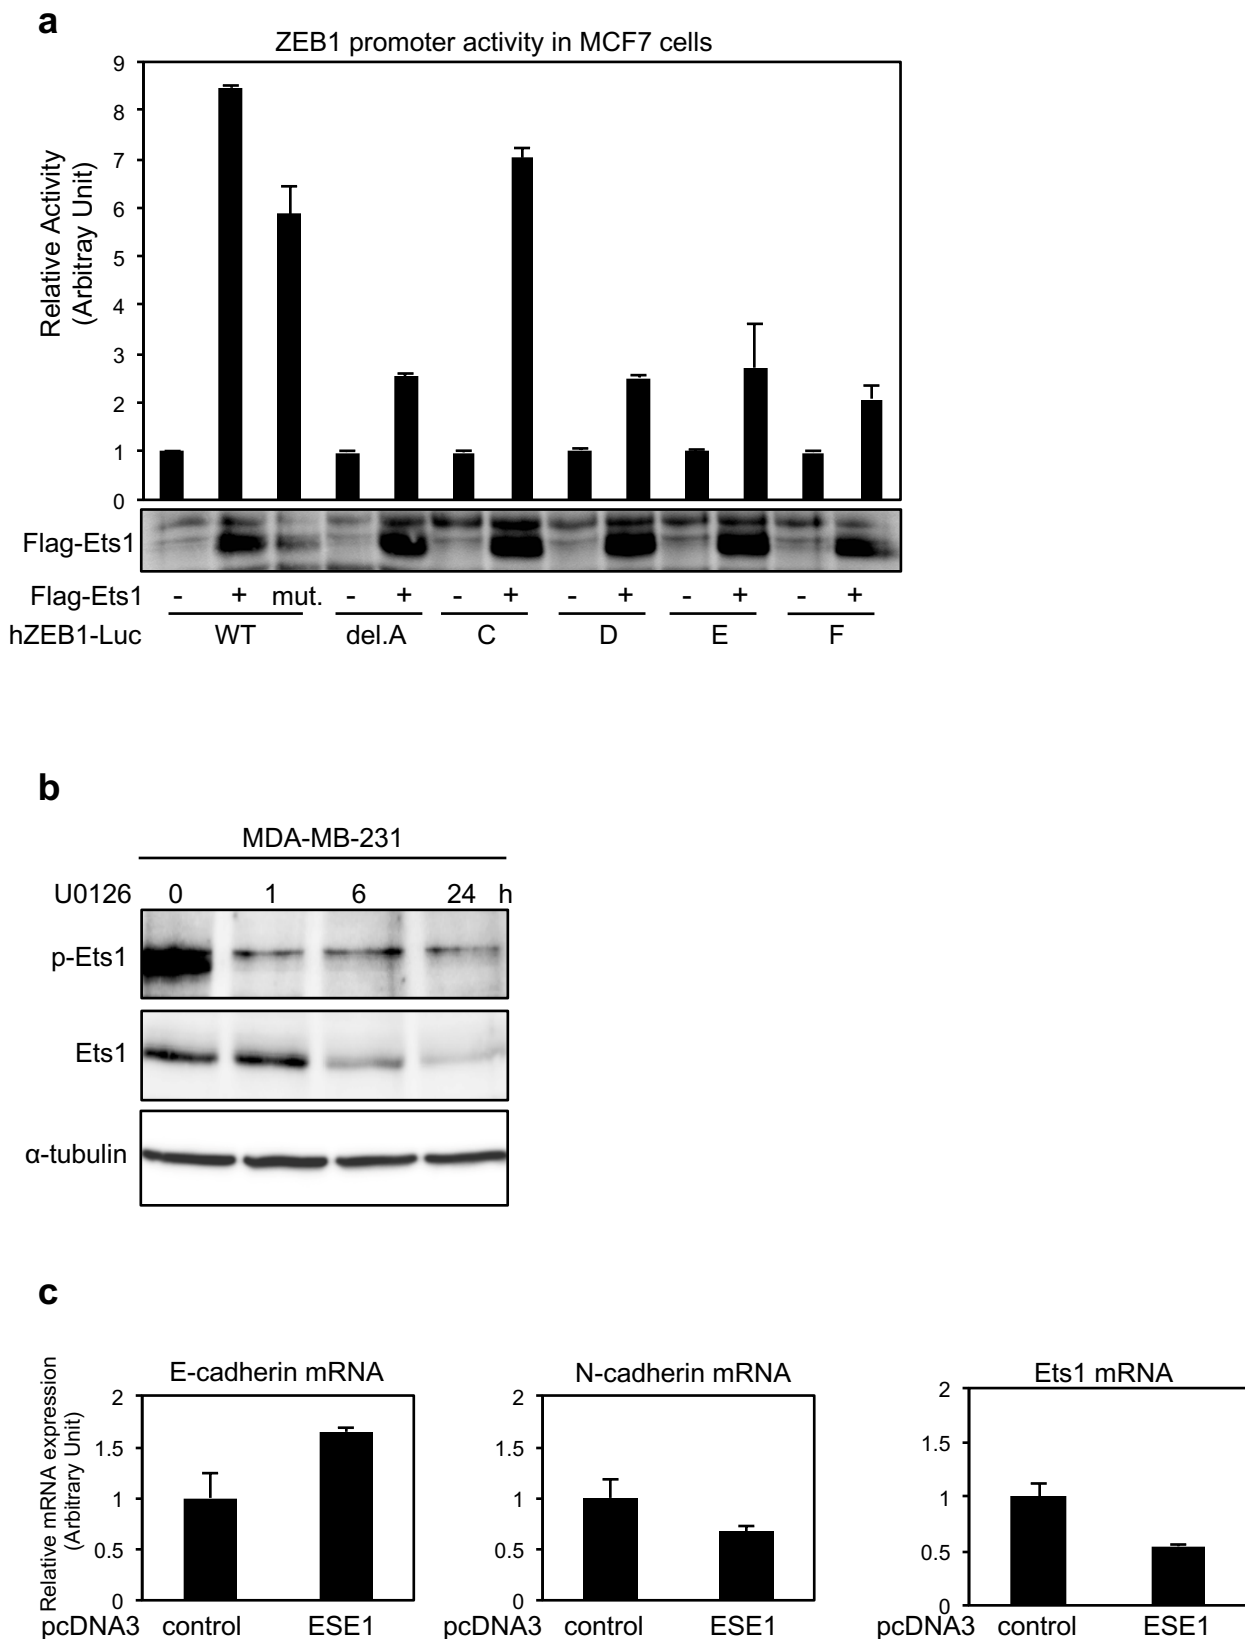 a
ZEB1 promoter activity in MCF7 cells
Relative Activity
(Arbitray Unit)
9
8
7
6
5
4
3
2
1
0
Flag-Ets1
Flag-Ets1 - + mut. - + - + - + - + - +
hZEB1-Luc WT del.A C D E F
b
MDA-MB-231
U0126 0 1 6 24 h
p-Ets1
Ets1
α-tubulin
c
Relative mRNA expression
(Arbitrary Unit)
E-cadherin mRNA
2
1.5
1
0.5
0
pcDNA3 control ESE1
N-cadherin mRNA
2
1.5
1
0.5
0
pcDNA3 control ESE1
Ets1 mRNA
2
1.5
1
0.5
0
pcDNA3 control ESE1